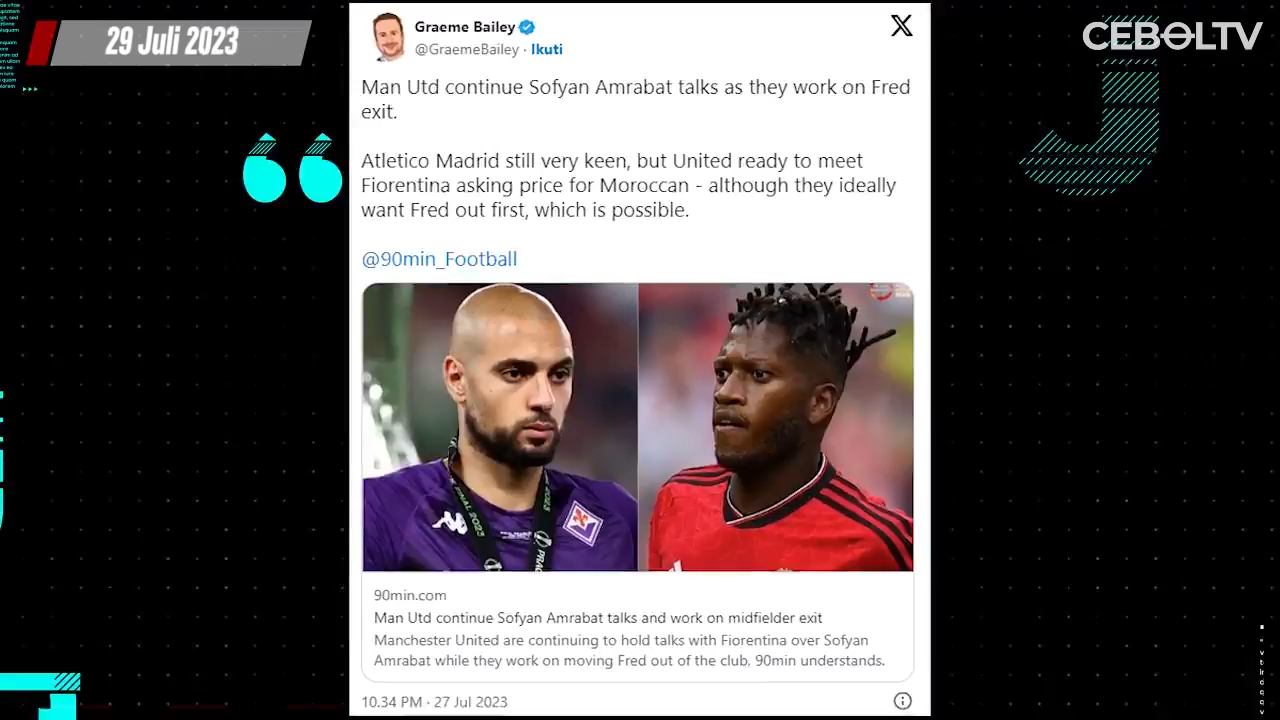 29 Juli 2023
CEBOLTV
Graeme Bailey
@GraemeBailey · Ikuti
Man Utd continue Sofyan Amrabat talks as they work on Fred
exit.
Atletico Madrid still very keen, but United ready to meet
Fiorentina asking price for Moroccan - although they ideally
want Fred out first, which is possible.
@90min_Football
FINAL 2023
90min.com
Man Utd continue Sofyan Amrabat talks and work on midfielder exit
Manchester United are continuing to hold talks with Fiorentina over Sofyan
Amrabat while they work on moving Fred out of the club, 90min understands.
10.34 PM · 27 Jul 2023